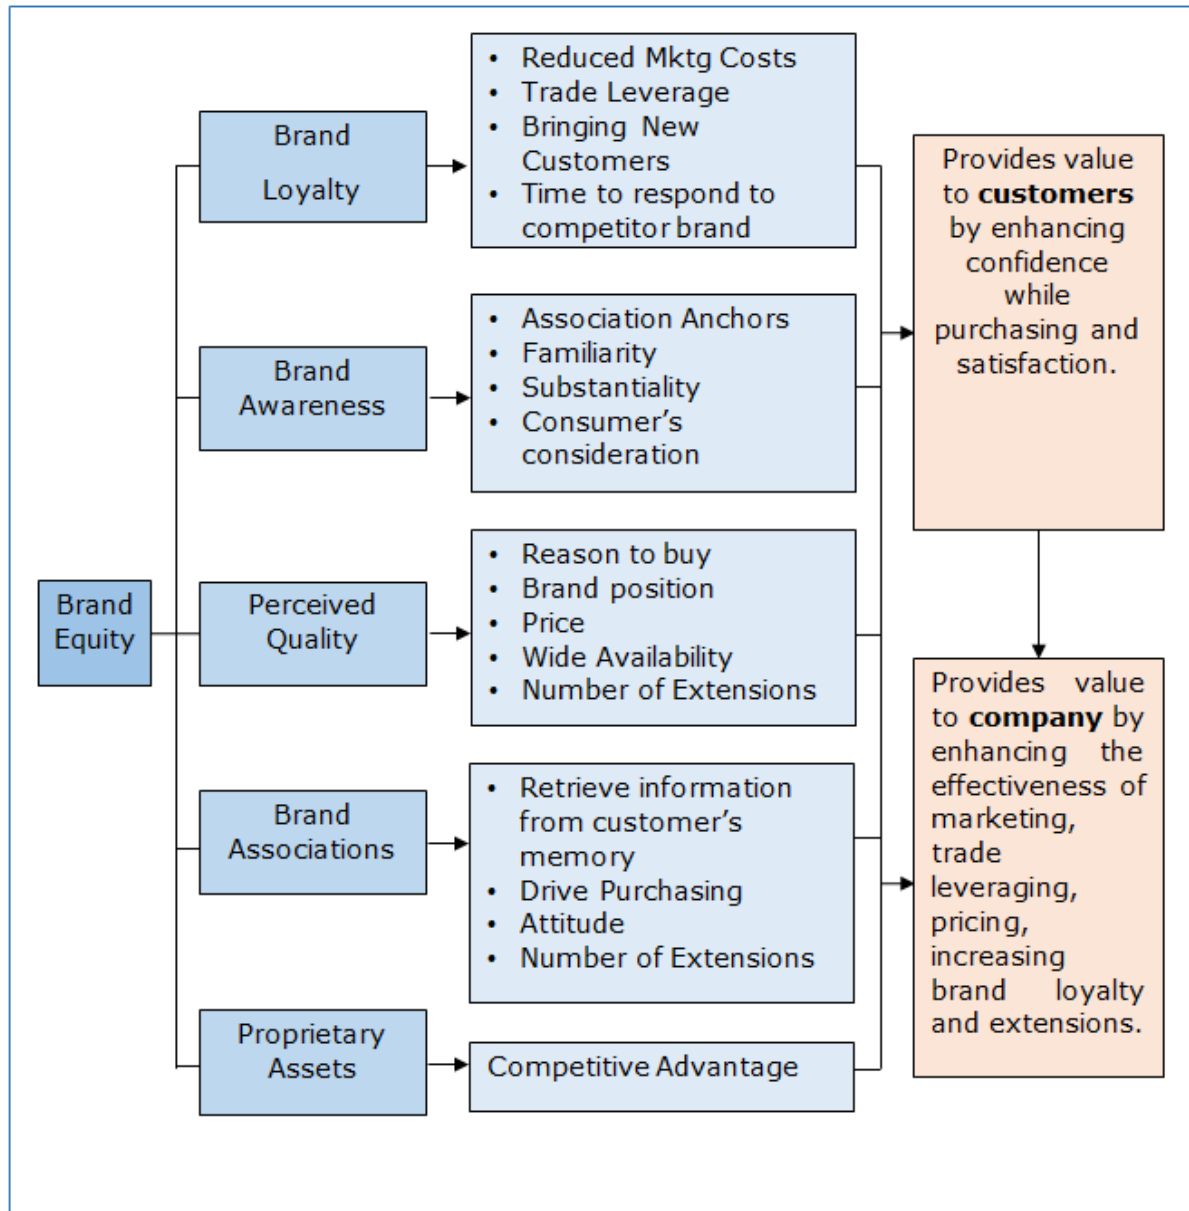 Brand
Equity
Brand
Loyalty
• Reduced Mktg Costs
• Trade Leverage
• Bringing New
Customers
• Time to respond to
competitor brand
Brand
Awareness
• Association Anchors
• Familiarity
• Substantiality
• Consumer’s
consideration
Perceived
Quality
• Reason to buy
• Brand position
• Price
• Wide Availability
• Number of Extensions
Brand
Associations
• Retrieve information
from customer’s
memory
• Drive Purchasing
• Attitude
• Number of Extensions
Proprietary
Assets
Competitive Advantage
Provides value
to customers
by enhancing
confidence
while
purchasing and
satisfaction.
Provides value
to company by
enhancing the
effectiveness of
marketing,
trade
leveraging,
pricing,
increasing
brand loyalty
and extensions.